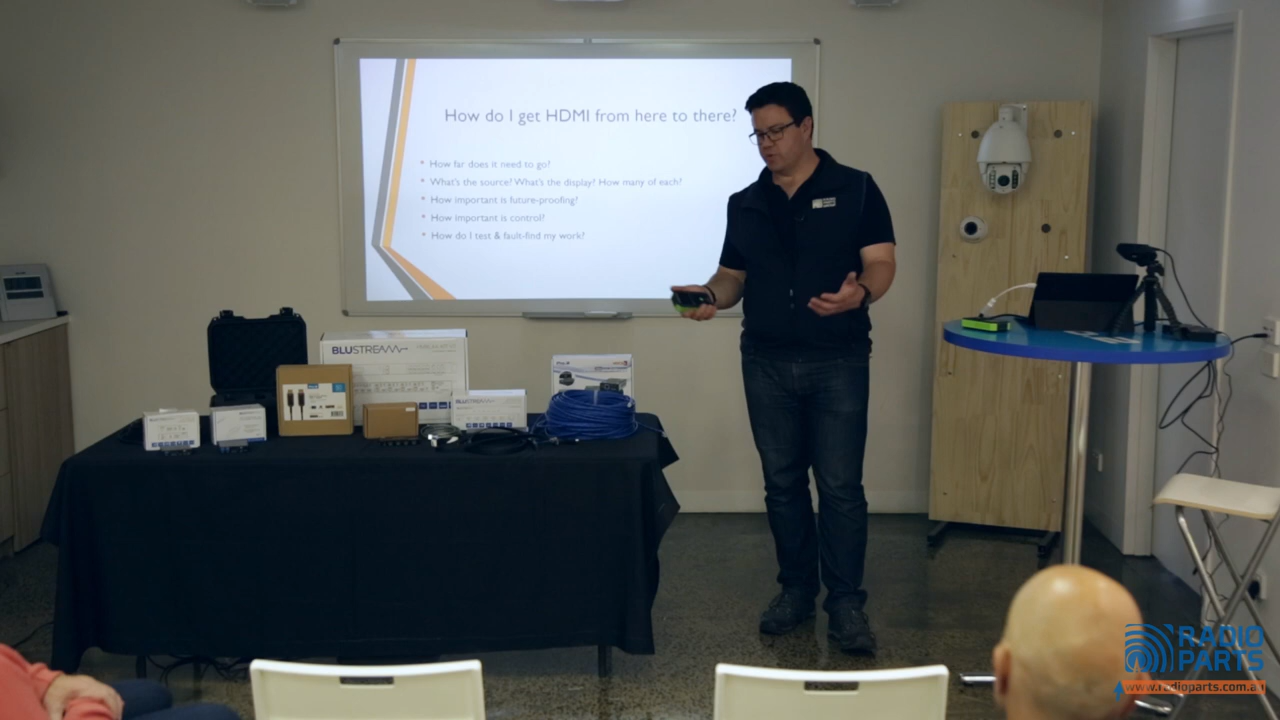 How do I get HDMI from here to there?
• How far does it need to go?
• What's the source? What's the display? How many of each?
• How important is future-proofing?
• How important is control?
• How do I test & fault-find my work?
BLUSTREAM
BLUSTREAM
RADIO
PARTS
www.radioparts.com.au